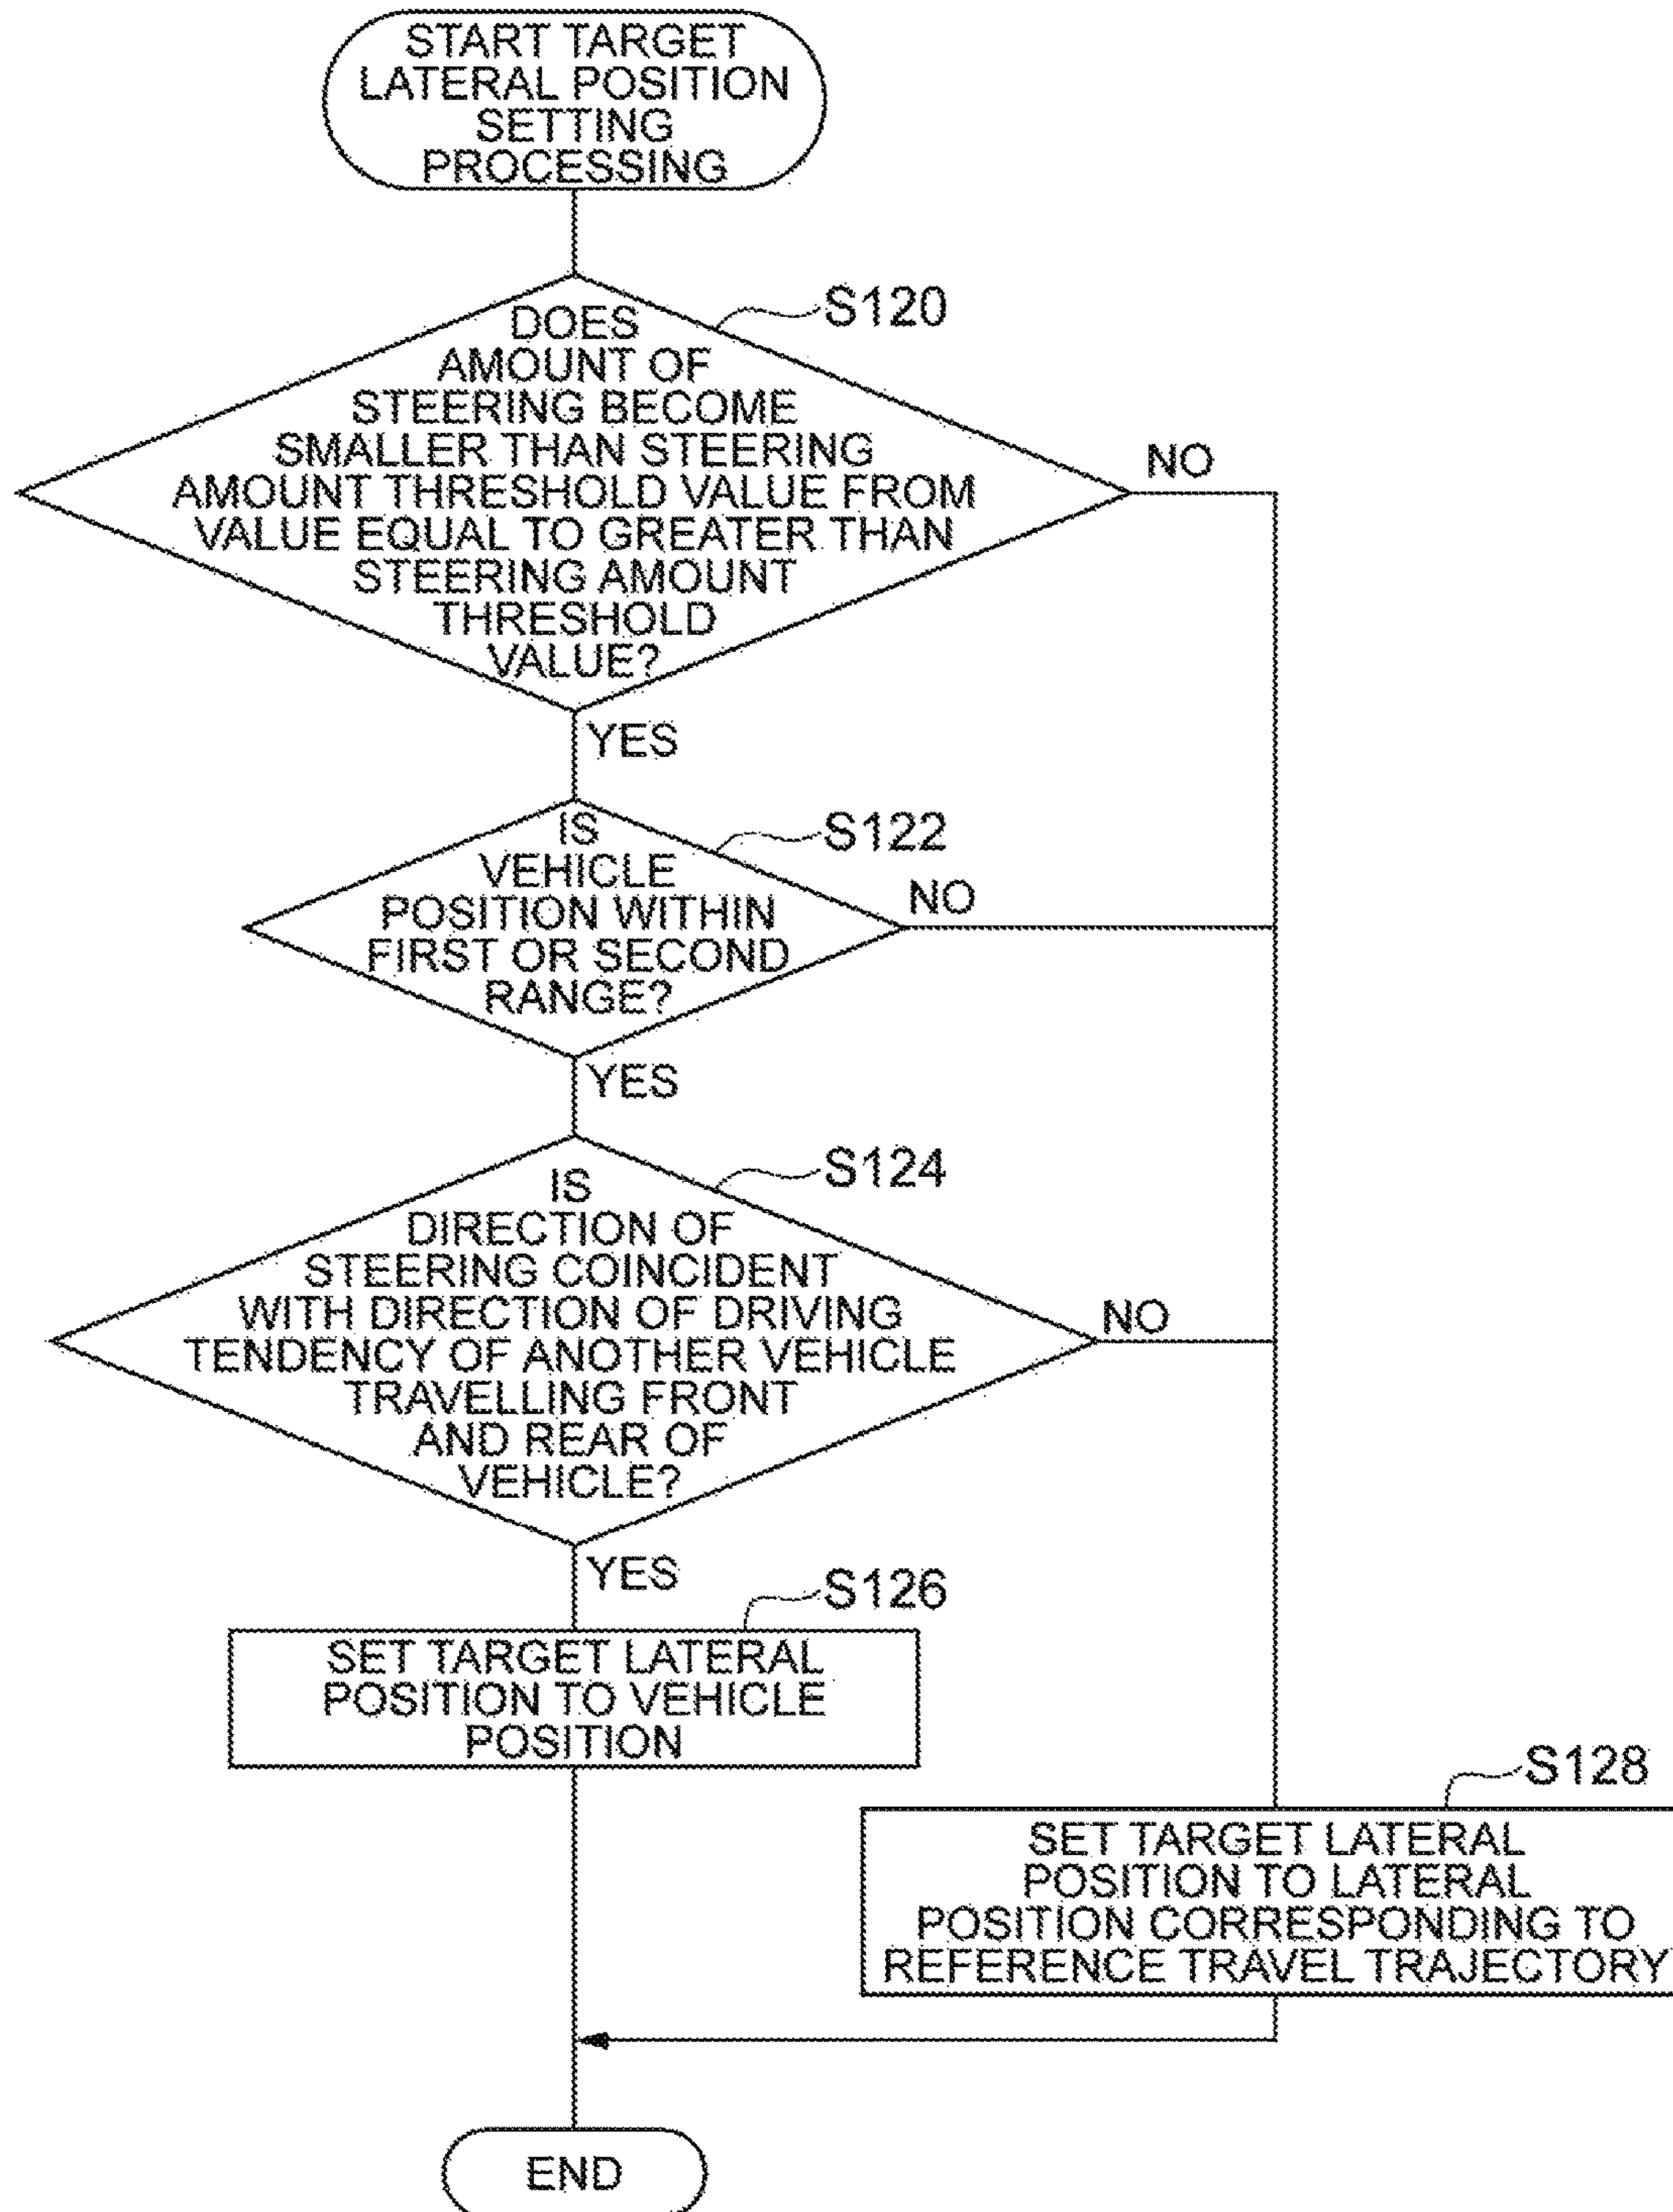 START TARGET
LATERAL POSITION
SETTING
PROCESSING
S120
DOES
AMOUNT OF
STEERING BECOME
SMALLER THAN STEERING
AMOUNT THRESHOLD VALUE FROM
VALUE EQUAL TO GREATER THAN
STEERING AMOUNT
THRESHOLD
VALUE?
NO
YES
S122
IS
VEHICLE
POSITION WITHIN
FIRST OR SECOND
RANGE?
NO
YES
S124
IS
DIRECTION OF
STEERING COINCIDENT
WITH DIRECTION OF DRIVING
TENDENCY OF ANOTHER VEHICLE
TRAVELLING FRONT
AND REAR OF
VEHICLE?
NO
YES
S126
SET TARGET LATERAL
POSITION TO VEHICLE
POSITION
S128
SET TARGET LATERAL
POSITION TO LATERAL
POSITION CORRESPONDING TO
REFERENCE TRAVEL TRAJECTORY
END